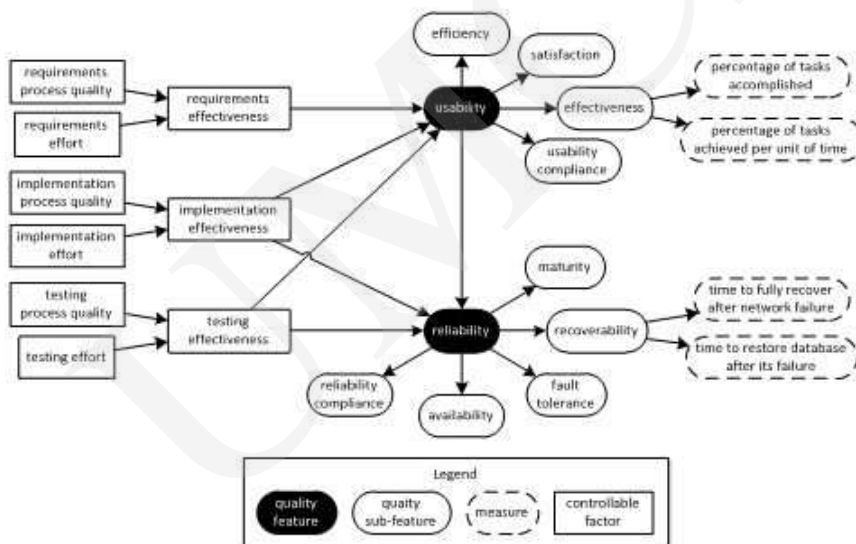 efficiency
satisfaction
percentage of tasks
accomplished
requirements
process quality
requirements
effectiveness
usability
effectiveness
requirements
effort
percentage of tasks
achieved per unit of time
usability
compliance
implementation
process quality
implementation
effectiveness
implementation
effort
maturity
testing
process quality
time to fully recover
after network failure
testing
effectiveness
reliability
recoverability
testing effort
time to restore database
after its failure
reliability
compliance
fault
tolerance
availability
Legend
quality
feature
quaity
sub-feature
measure
controllable
factor